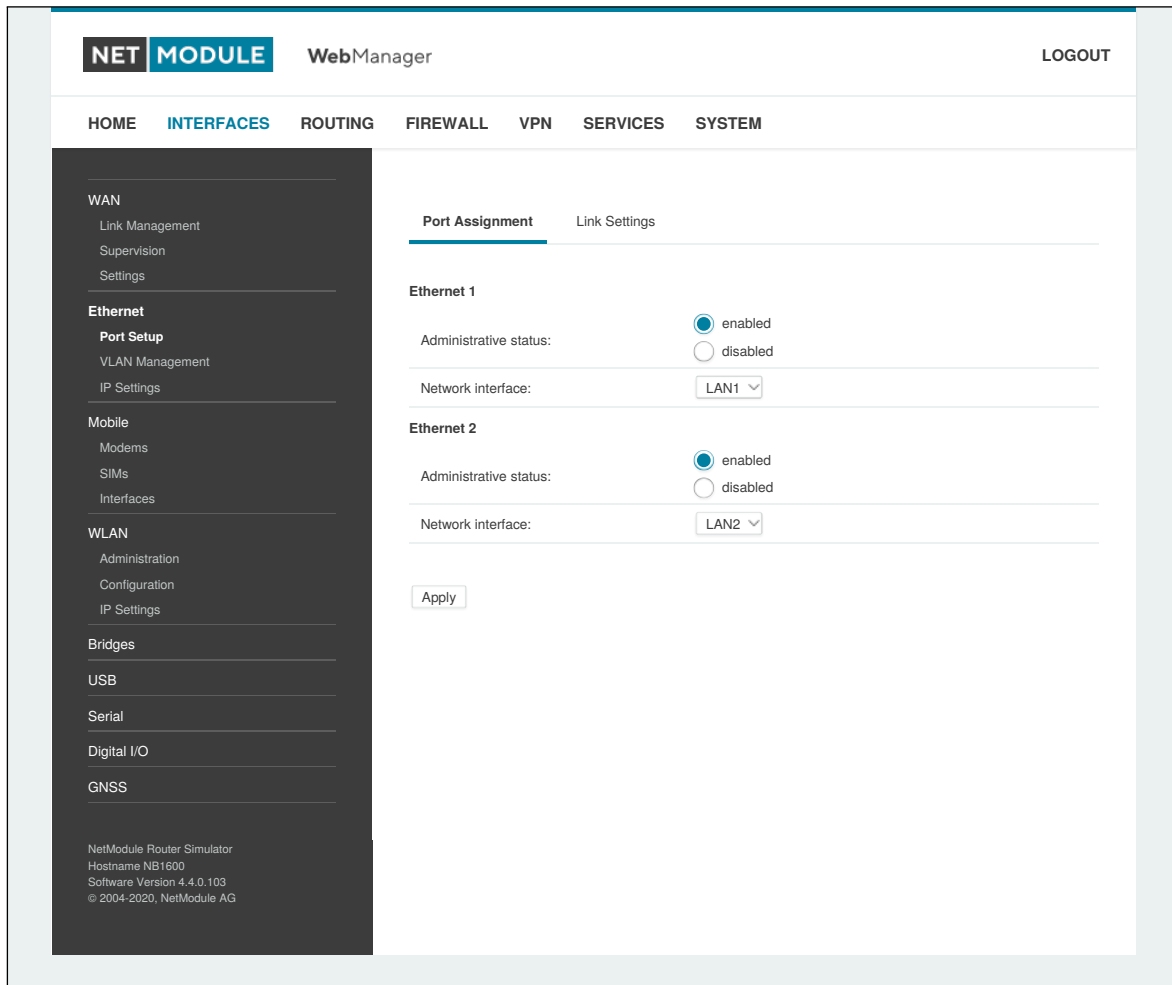 NET MODULE WebManager LOGOUT
HOME INTERFACES ROUTING FIREWALL VPN SERVICES SYSTEM
WAN
Link Management
Supervision
Settings
Ethernet
Port Setup
VLAN Management
IP Settings
Mobile
Modems
SIMs
Interfaces
WLAN
Administration
Configuration
IP Settings
Bridges
USB
Serial
Digital I/O
GNSS
NetModule Router Simulator
Hostname NB1600
Software Version 4.4.0.103
© 2004-2020, NetModule AG
Port Assignment Link Settings
Ethernet 1
Administrative status:
enabled
disabled
Network interface: LAN1
Ethernet 2
Administrative status:
enabled
disabled
Network interface: LAN2
Apply